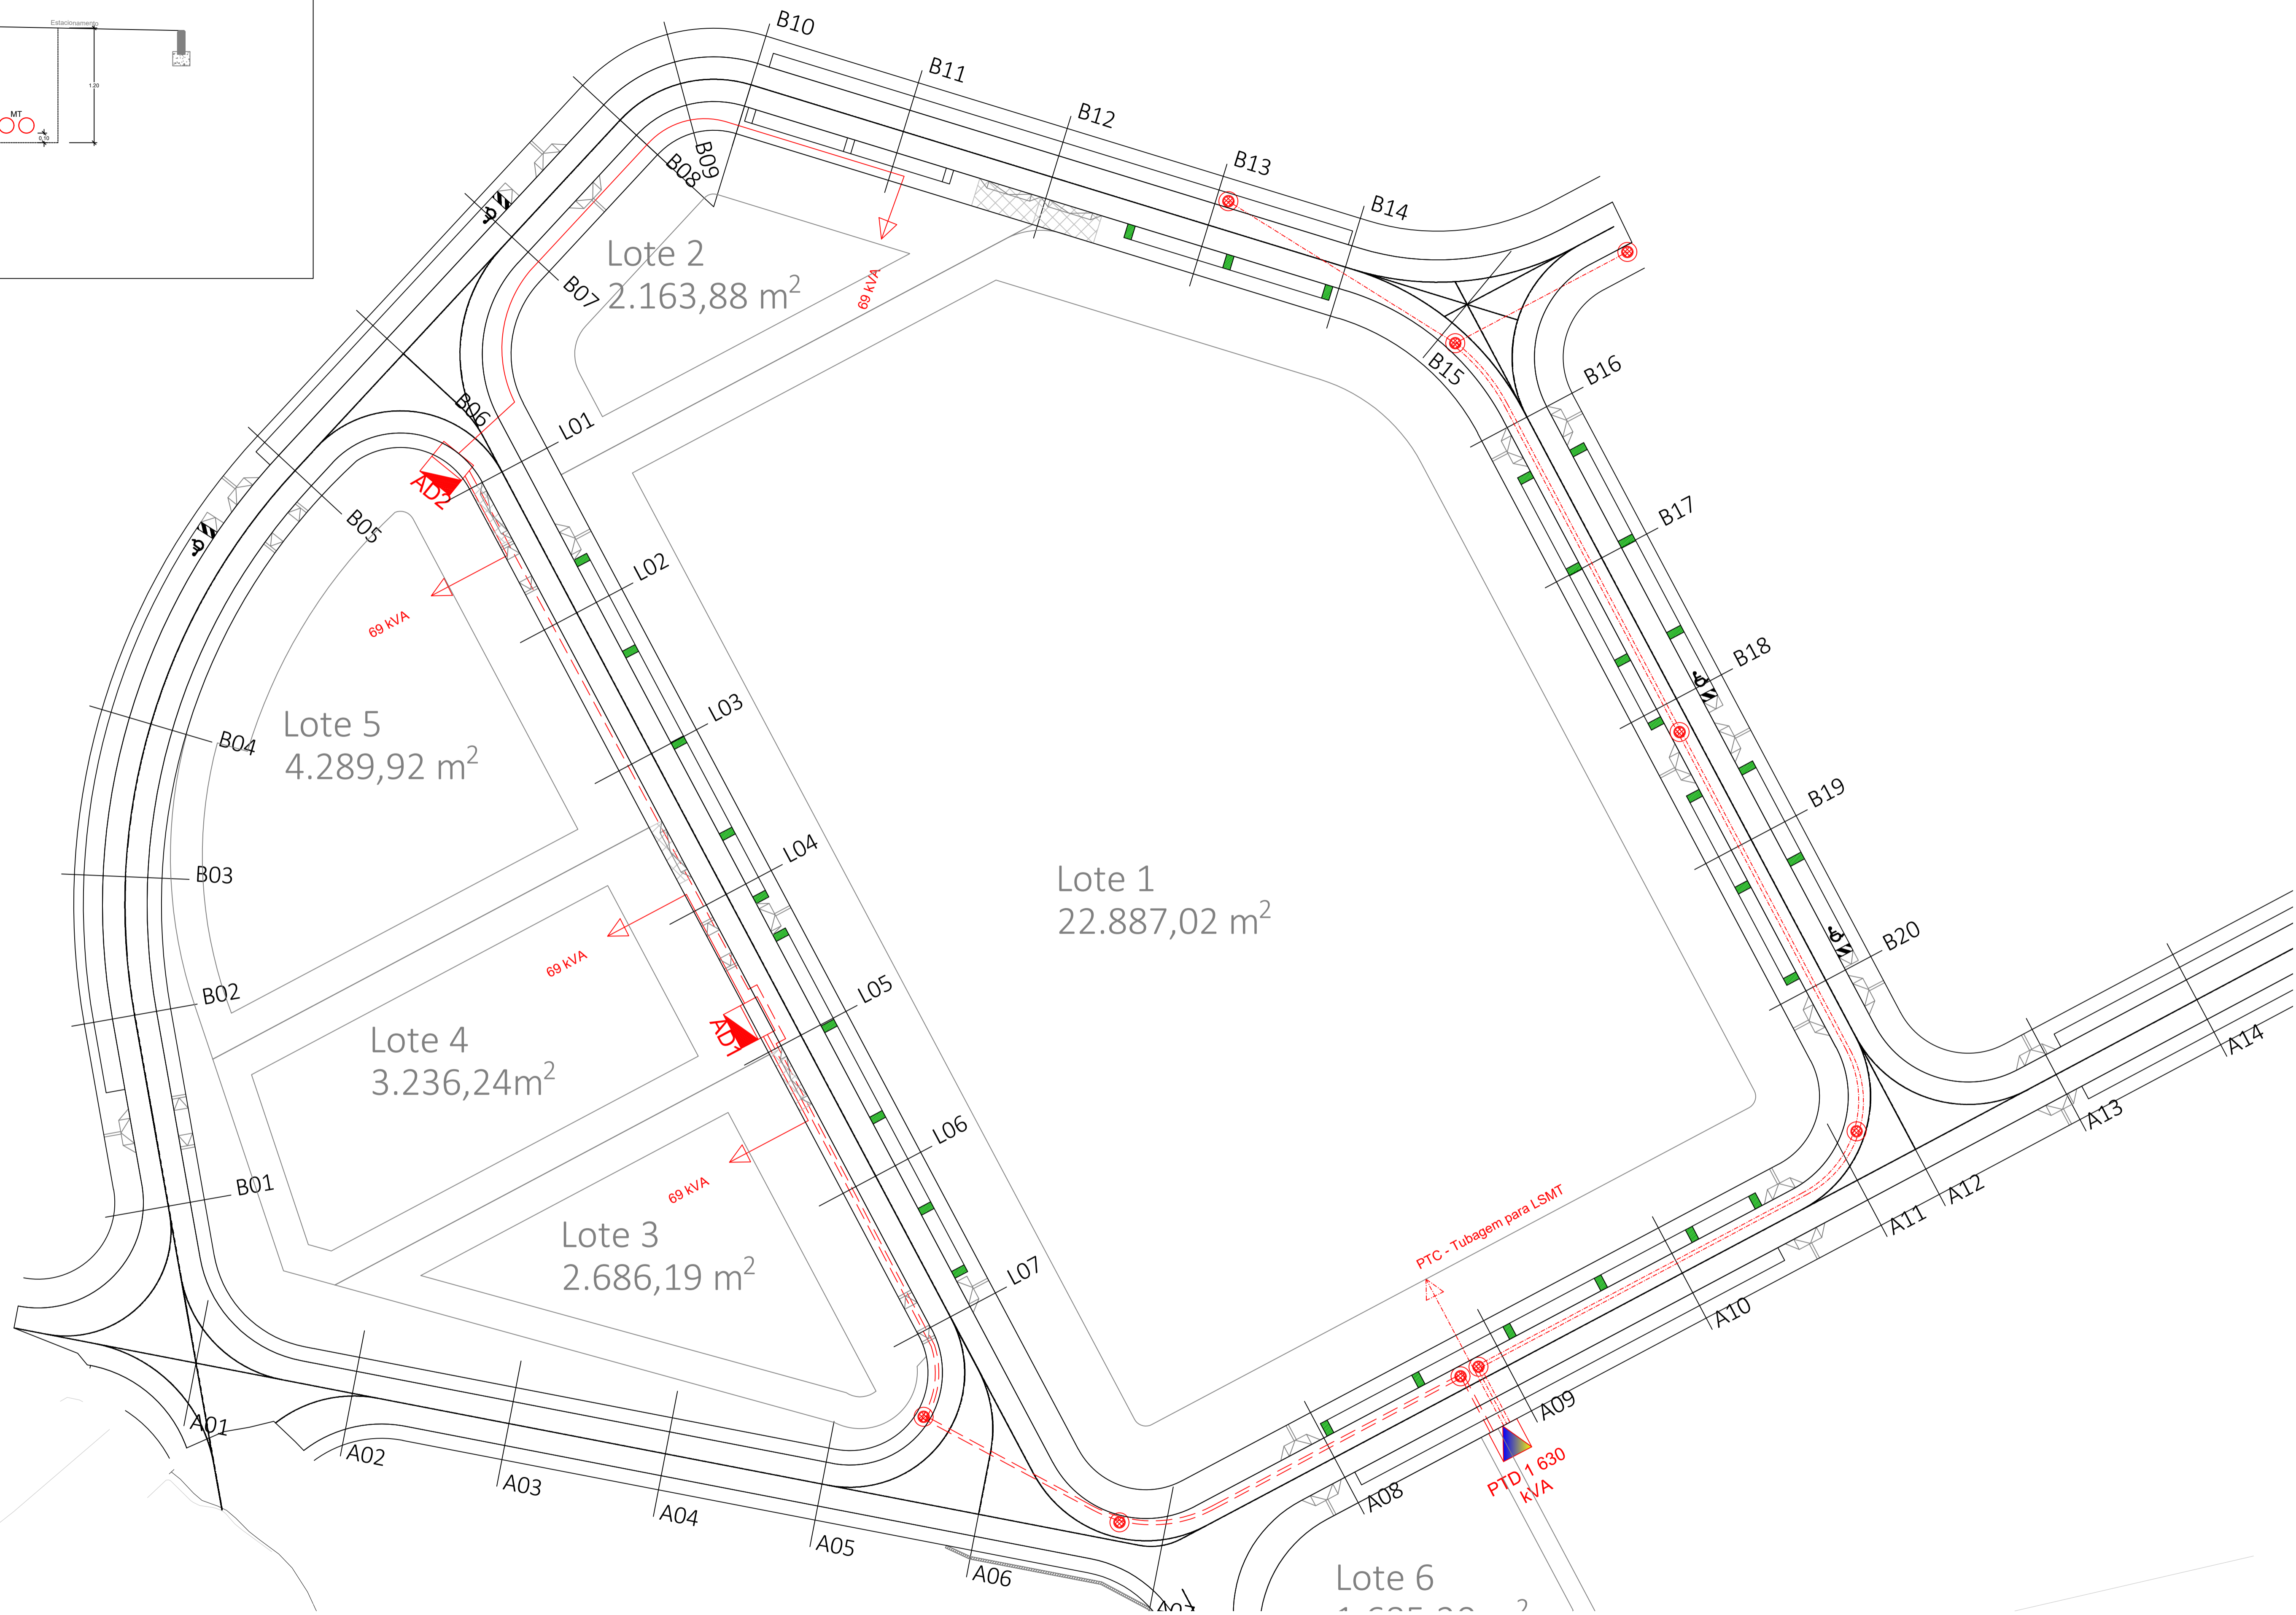 Estacionamento
1.20
MT
0,10
B10
B11
B12
B13
B14
B09
B08
B07
B06
B05
B04
B03
B02
B01
B15
B16
B17
B18
B19
B20
L01
L02
L03
L04
L05
L06
L07
Lote 2
2.163,88 m²
69 kVA
AD2
69 kVA
Lote 5
4.289,92 m²
69 kVA
Lote 1
22.887,02 m²
Lote 4
3.236,24m²
AD1
69 kVA
Lote 3
2.686,19 m²
PTC - Tubagem para LSMT
PTD 1 630
kVA
Lote 6
A01
A02
A03
A04
A05
A06
A08
A09
A10
A11
A12
A13
A14